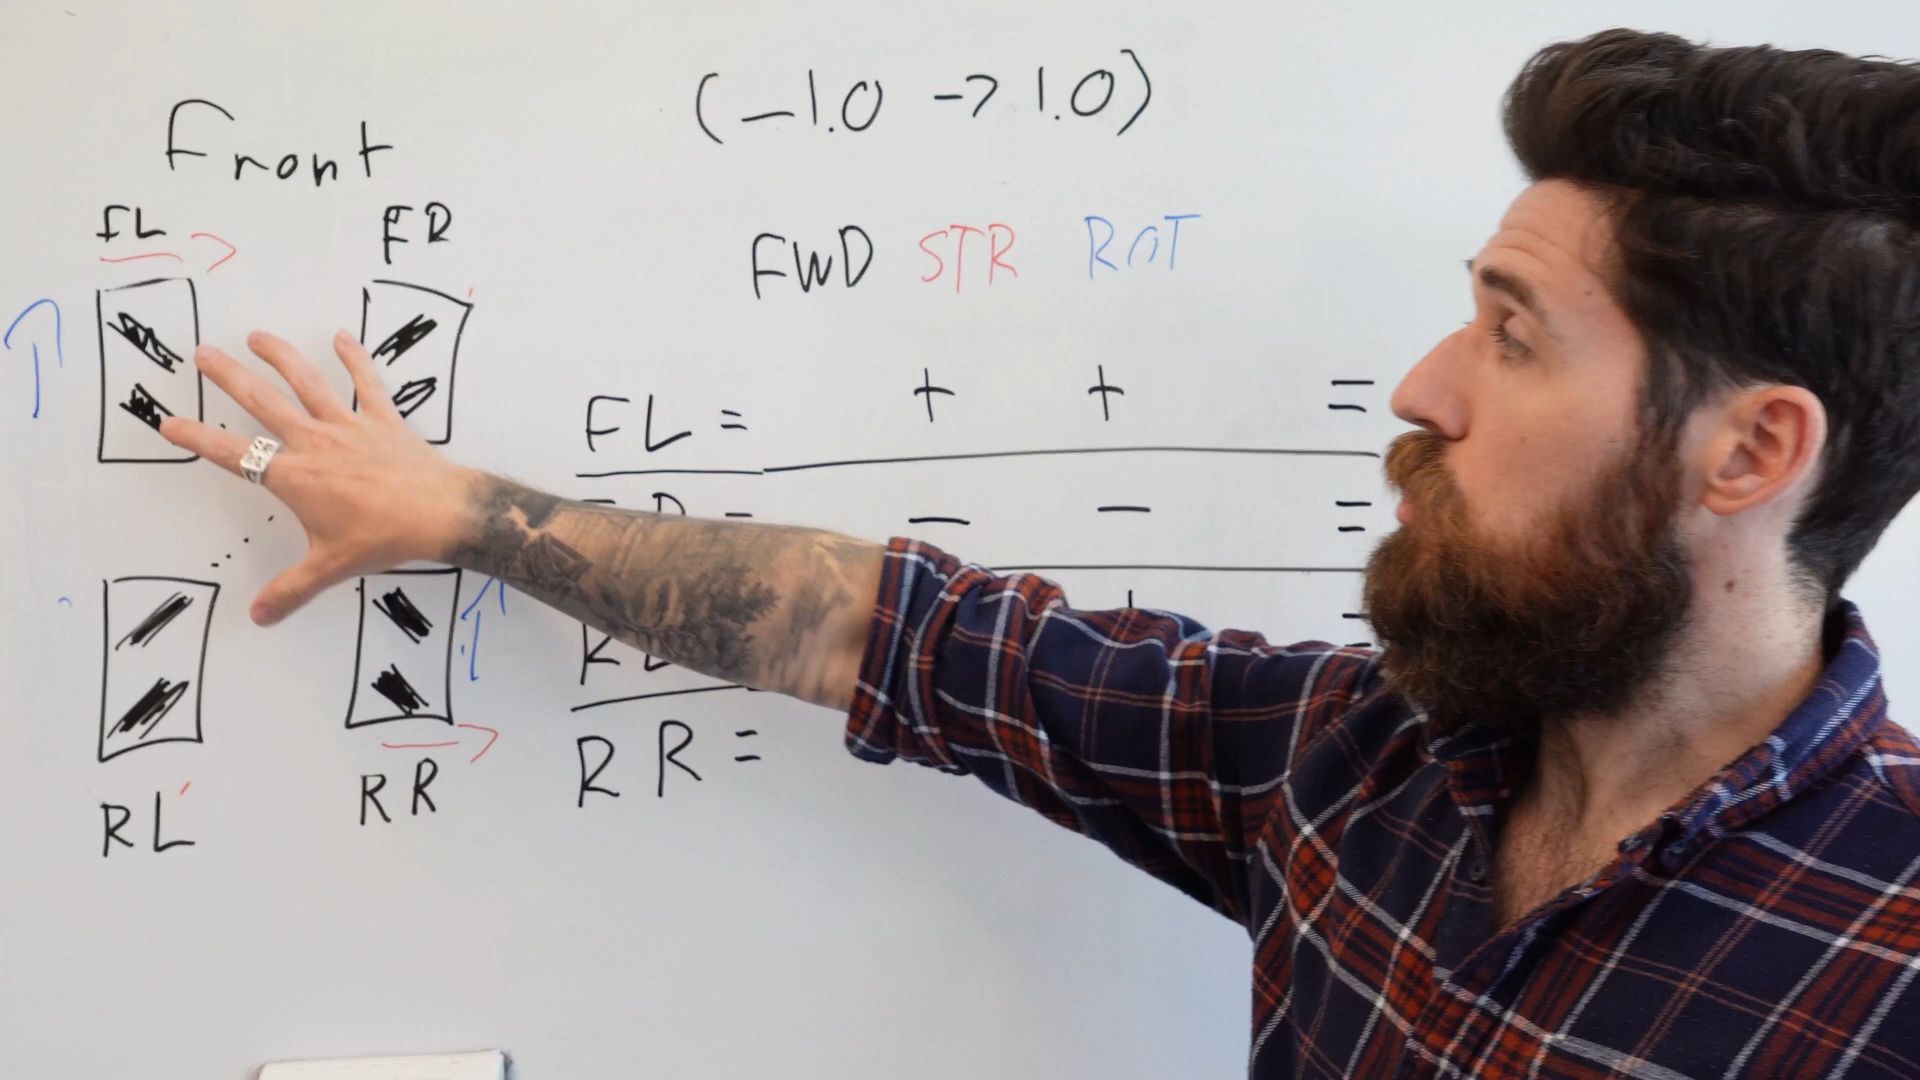 Front
(-1.0 -> 1.0)
FL FR
FWD STR ROT
FL = + + =
- - - =
RL RR
RR =